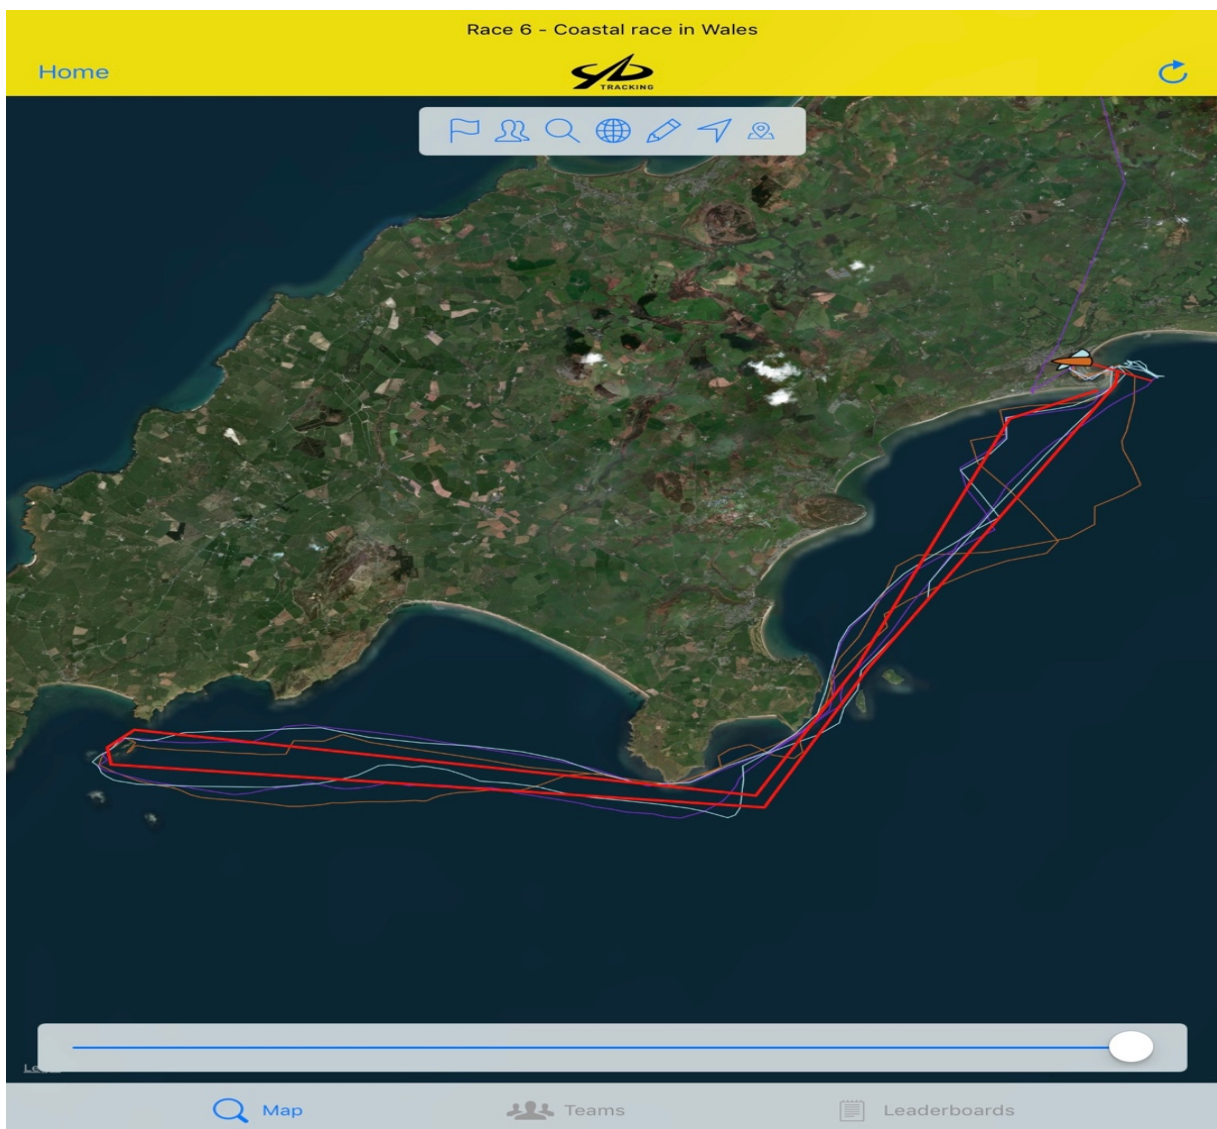 Race 6 - Coastal race in Wales
Home
TRACKING
Map
Teams
Leaderboards